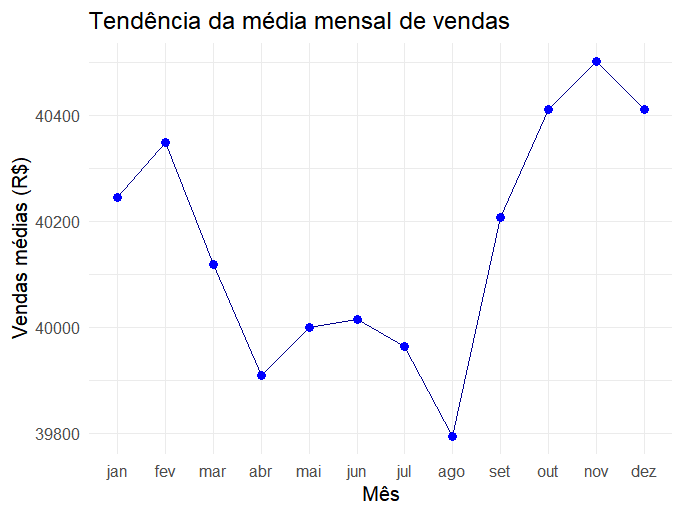 Tendência da média mensal de vendas
Vendas médias (R$)
40400
40200
40000
39800
jan fev mar abr mai jun jul ago set out nov dez
Mês